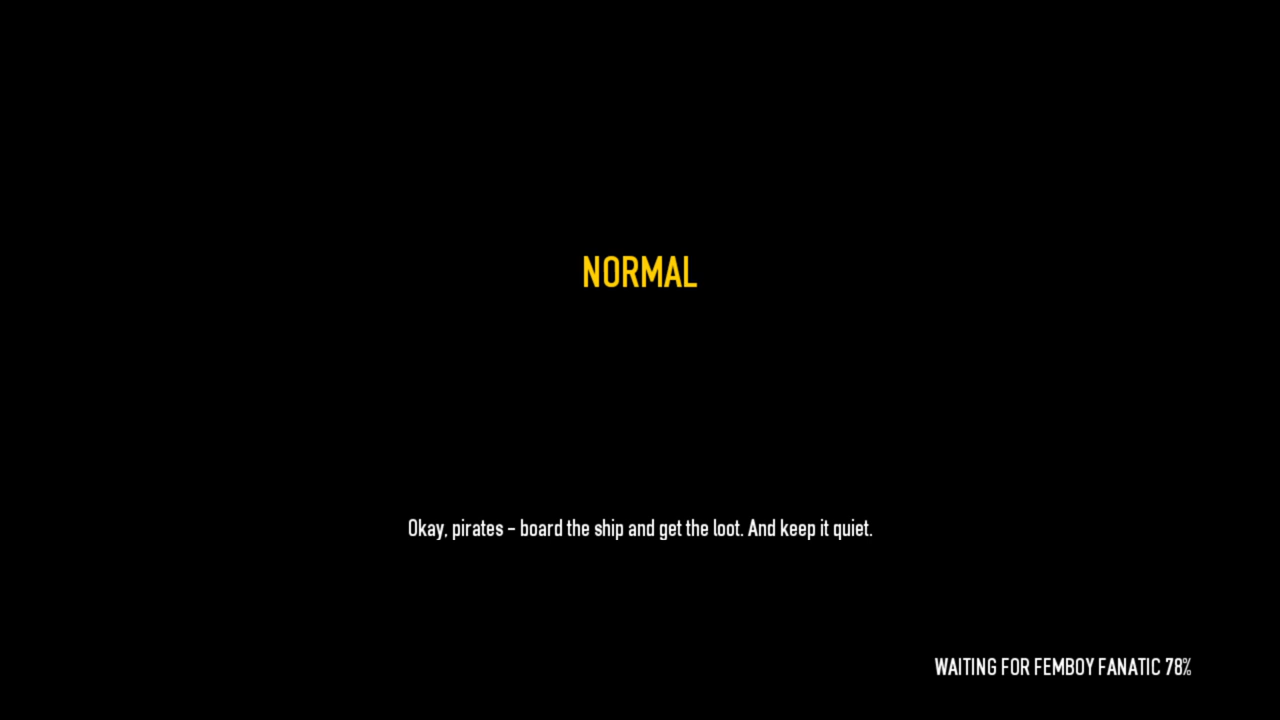 NORMAL
Okay, pirates - board the ship and get the loot. And keep it quiet.
WAITING FOR FEMBOY FANATIC 78%